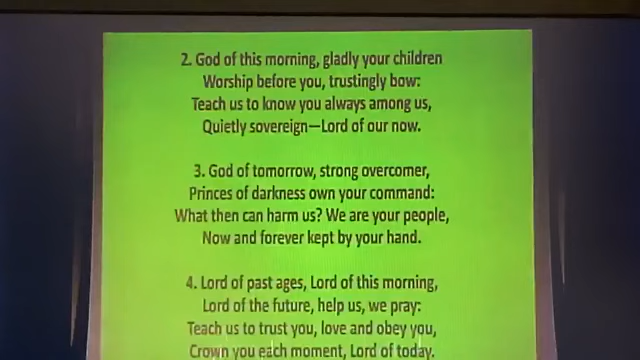 2. God of this morning, gladly your children
Worship before you, trustingly bow:
Teach us to know you always among us,
Quietly sovereign—Lord of our now.
3. God of tomorrow, strong overcomer,
Princes of darkness own your command:
What then can harm us? We are your people,
Now and forever kept by your hand.
4. Lord of past ages, Lord of this morning,
Lord of the future, help us, we pray:
Teach us to trust you, love and obey you,
Crown you each moment, Lord of today.